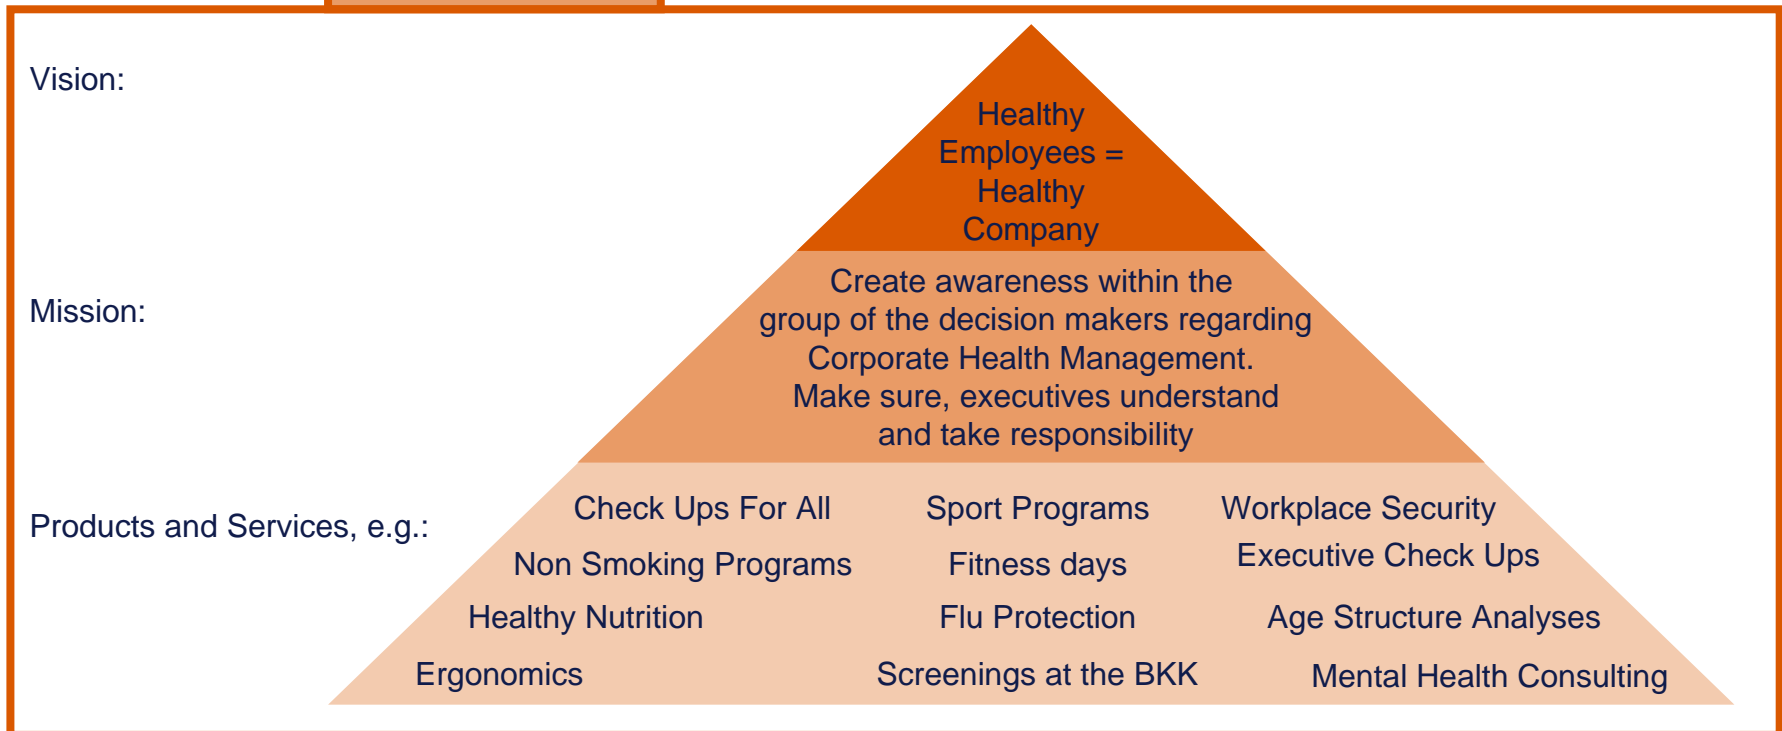 Vision:
Healthy
Employees =
Healthy
Company
Mission:
Create awareness within the
group of the decision makers regarding
Corporate Health Management.
Make sure, executives understand
and take responsibility
Products and Services, e.g.:
Check Ups For All
Sport Programs
Workplace Security
Non Smoking Programs
Fitness days
Executive Check Ups
Healthy Nutrition
Flu Protection
Age Structure Analyses
Ergonomics
Screenings at the BKK
Mental Health Consulting